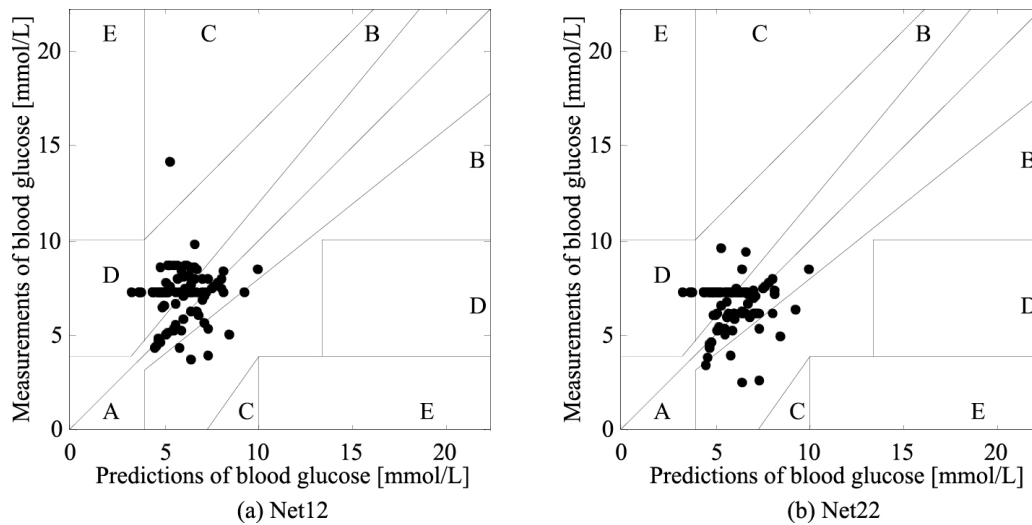 E C B
B
D D
A C E
20
15
10
5
0
0 5 10 15 20
Measurements of blood glucose [mmol/L]
Predictions of blood glucose [mmol/L]
(a) Net12
E C B
B
D D
A C E
20
15
10
5
0
0 5 10 15 20
Measurements of blood glucose [mmol/L]
Predictions of blood glucose [mmol/L]
(b) Net22